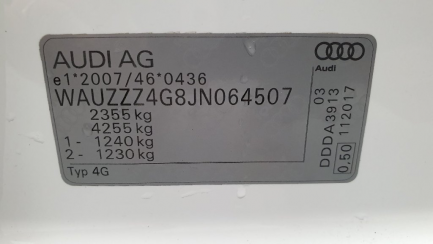 AUDI AG
e1*2007/46*0436
WAUZZZ4G8JN064507
2355 kg
4255 kg
1- 1240 kg
2- 1230 kg
Typ 4G
Audi
03
DDDA3913
0.50 112017